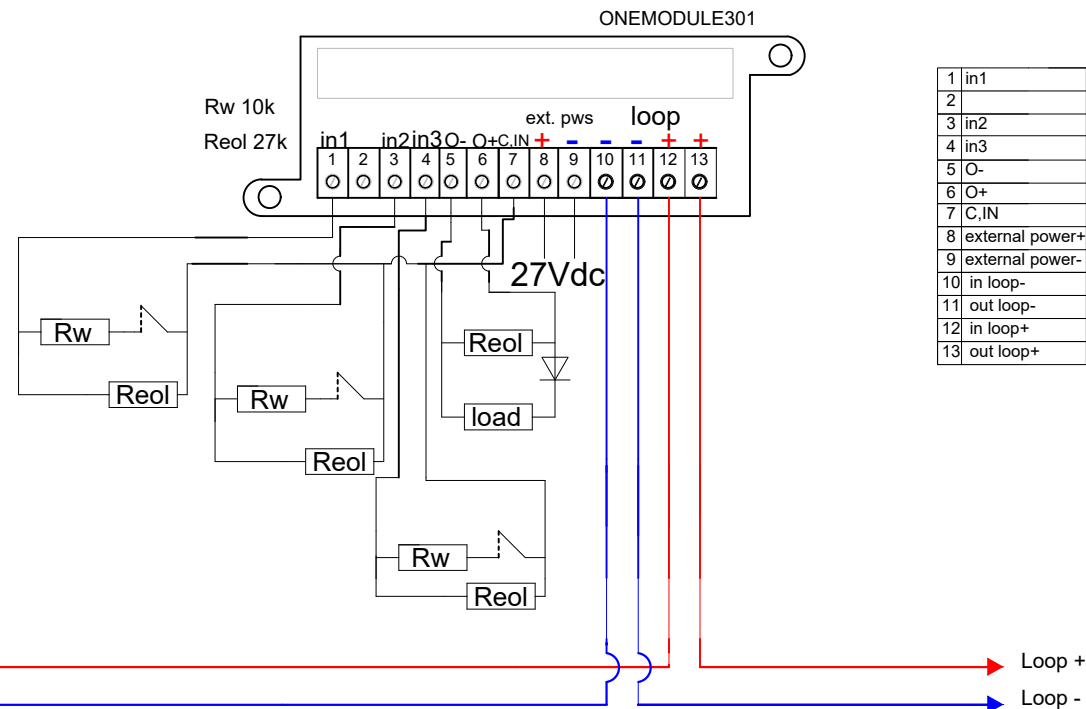 ONEMODULE301
Rw 10k
Reol 27k
ext. pws
loop
in1 in2 in3 O- O+ C,IN + - - - + +
1 2 3 4 5 6 7 8 9 10 11 12 13
27Vdc
Rw
Reol
Rw
Reol
Reol
load
Rw
Reol
1 in1
2
3 in2
4 in3
5 O-
6 O+
7 C,IN
8 external power+
9 external power-
10 in loop-
11 out loop-
12 in loop+
13 out loop+
Loop +
Loop -